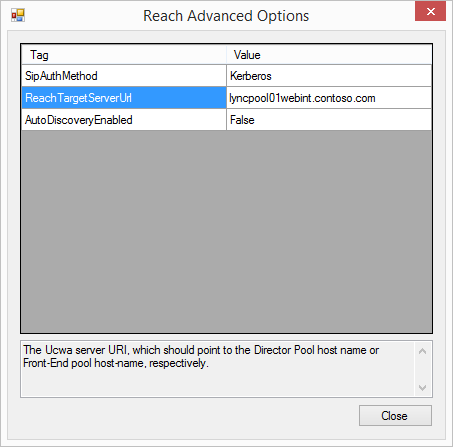 Reach Advanced Options
Tag Value
SipAuthMethod Kerberos
ReachTargetServerUrl lyncpool01webint.contoso.com
AutoDiscoveryEnabled False
The Ucwa server URI, which should point to the Director Pool host name or
Front-End pool host-name, respectively.
Close